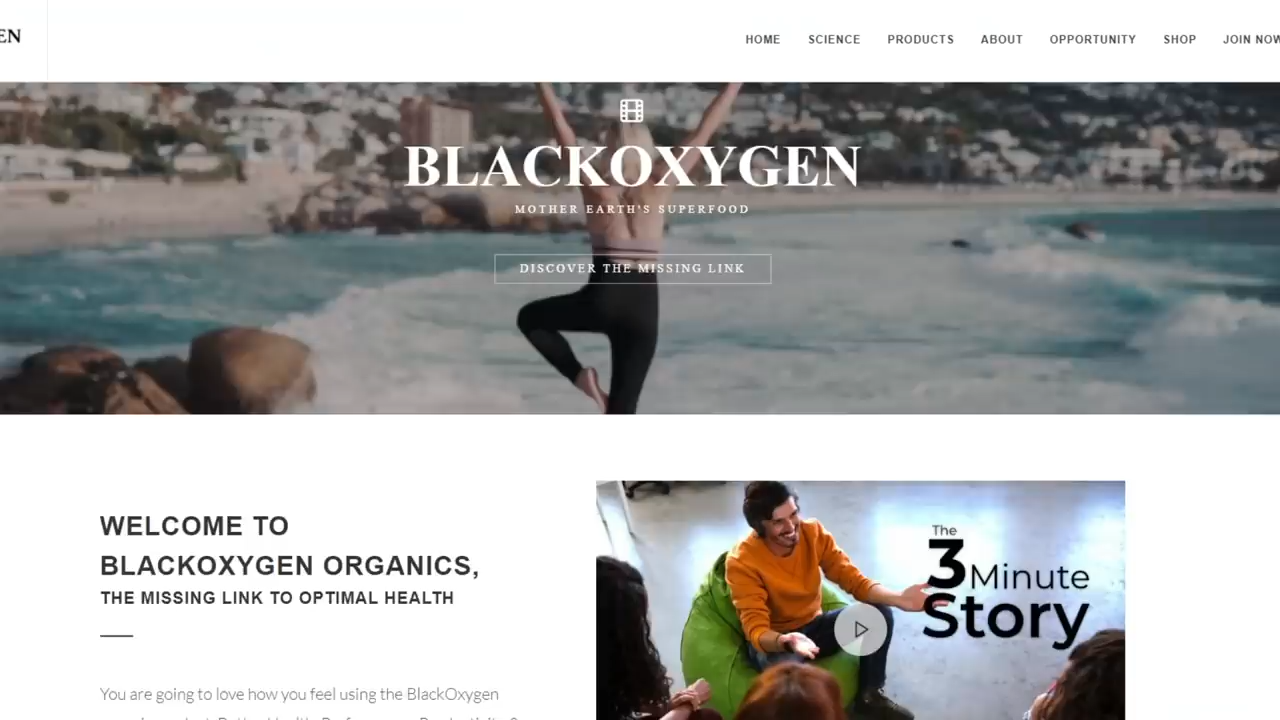 EN
HOME SCIENCE PRODUCTS ABOUT OPPORTUNITY SHOP JOIN NOW
BLACKOXYGEN
MOTHER EARTH'S SUPERFOOD
DISCOVER THE MISSING LINK
WELCOME TO
BLACKOXYGEN ORGANICS,
THE MISSING LINK TO OPTIMAL HEALTH
The
3 Minute
Story
You are going to love how you feel using the BlackOxygen